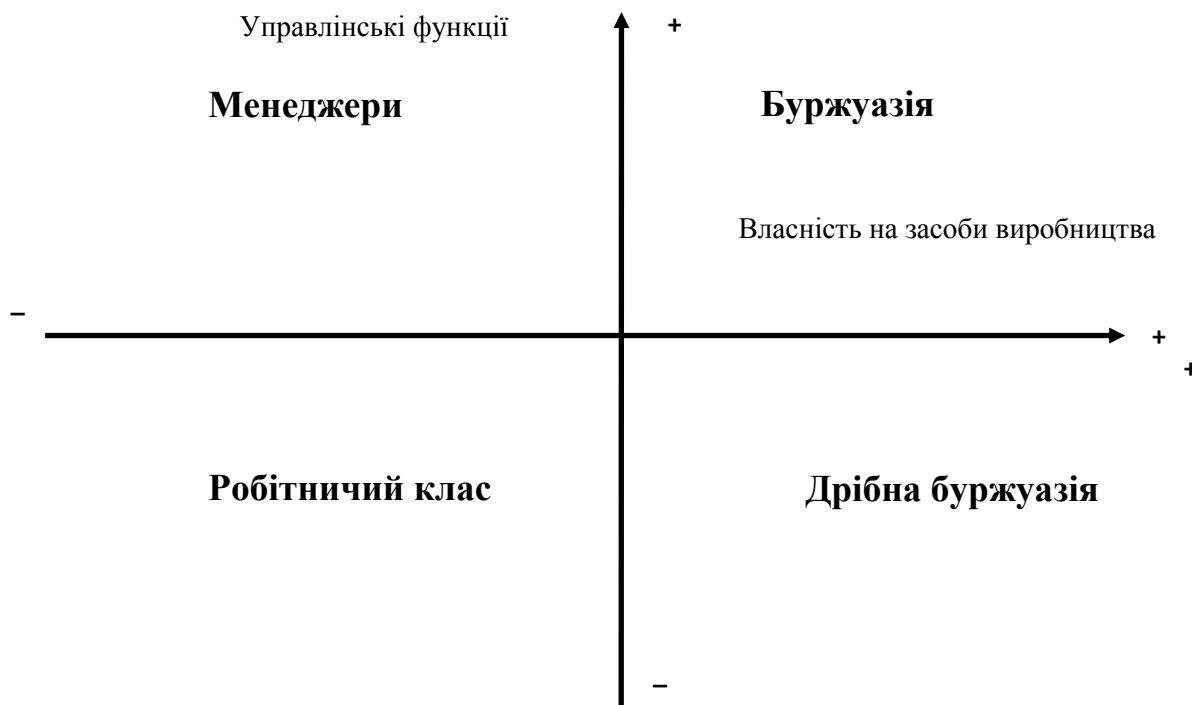 Управлінські функції
+
Менеджери
Буржуазія
Власність на засоби виробництва
–
+
+
Робітничий клас
Дрібна буржуазія
–